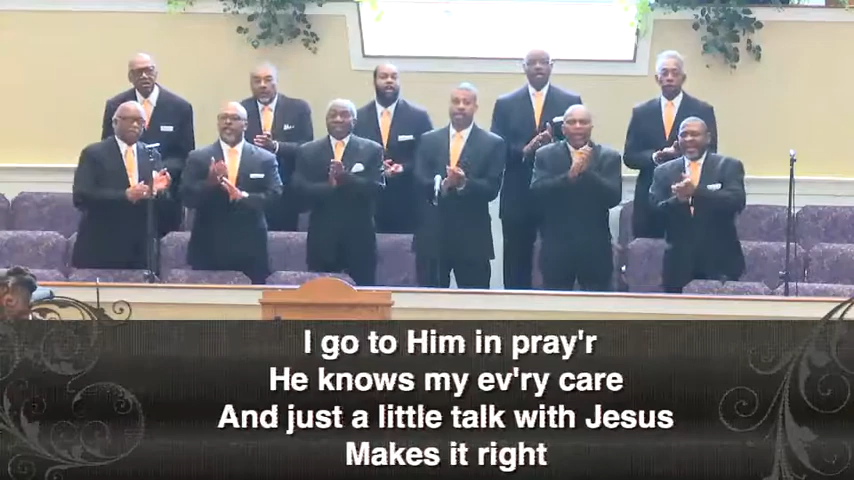 I go to Him in pray'r
He knows my ev'ry care
And just a little talk with Jesus
Makes it right